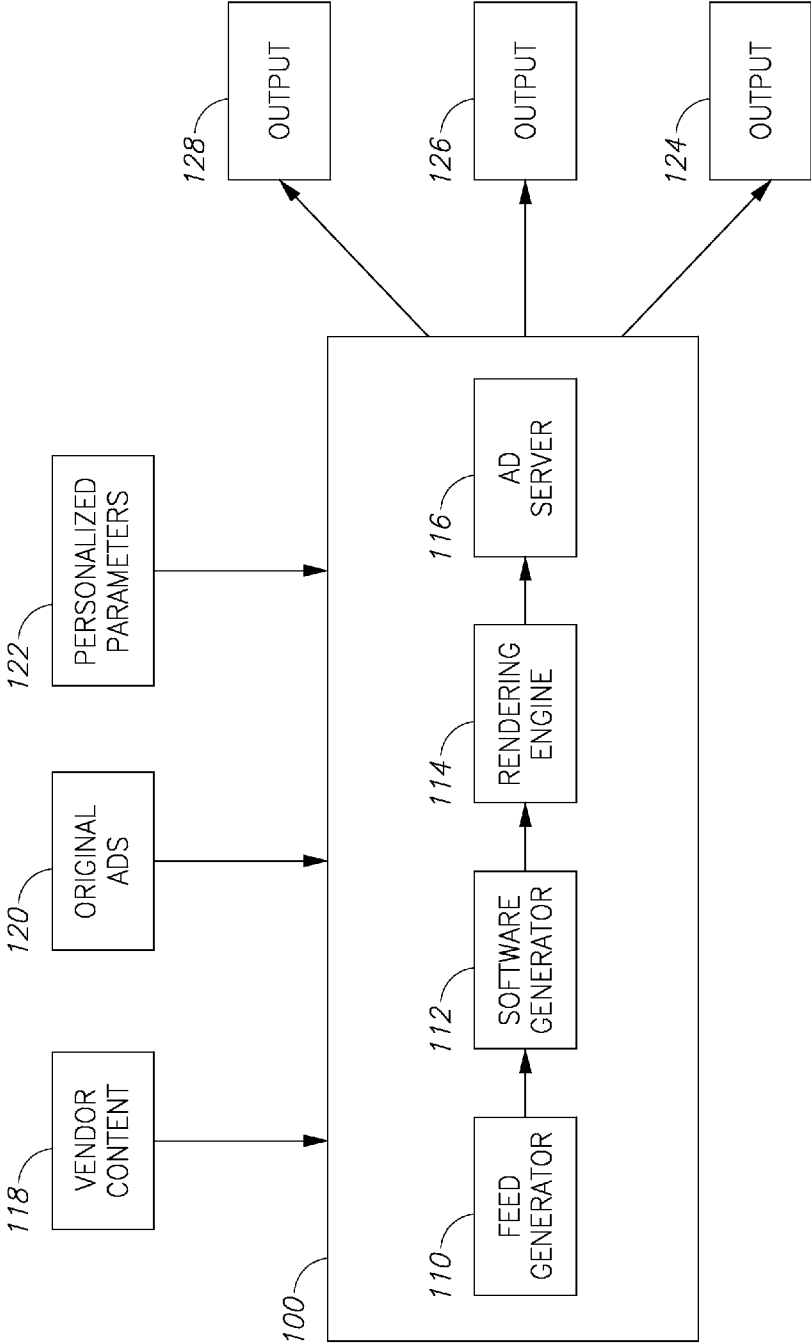 118
VENDOR
CONTENT
120
ORIGINAL
ADS
122
PERSONALIZED
PARAMETERS
100
110
FEED
GENERATOR
112
SOFTWARE
GENERATOR
114
RENDERING
ENGINE
116
AD
SERVER
128
OUTPUT
126
OUTPUT
124
OUTPUT